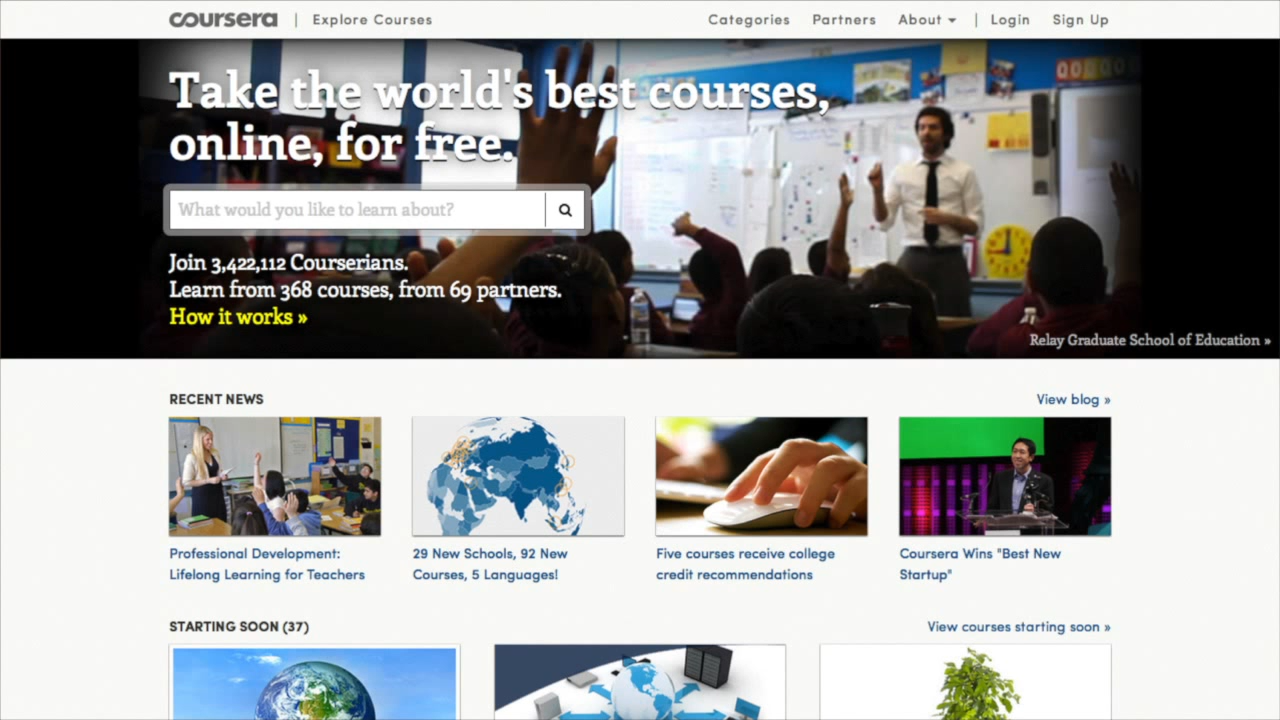 coursera | Explore Courses
Categories Partners About | Login Sign Up
Take the world's best courses,
online, for free.
What would you like to learn about?
Join 3,422,112 Courserians.
Learn from 368 courses, from 69 partners.
How it works »
Relay Graduate School of Education »
RECENT NEWS
View blog »
Professional Development:
Lifelong Learning for Teachers
29 New Schools, 92 New
Courses, 5 Languages!
Five courses receive college
credit recommendations
Coursera Wins "Best New
Startup"
STARTING SOON (37)
View courses starting soon »